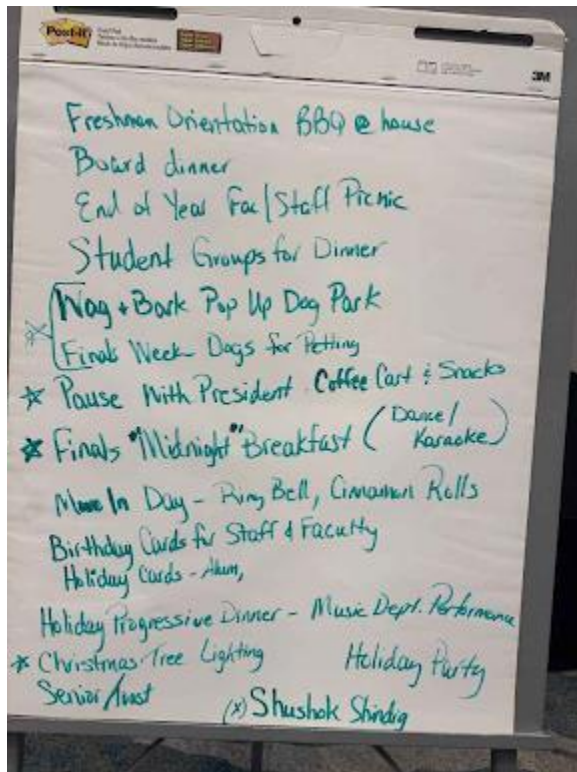 Post-it
3M
Freshman Orientation BBQ @ house
Board dinner
End of Year Fac/Staff Picnic
Student Groups for Dinner
Wag + Bark Pop Up Dog Park
Finals Week Dogs for Petting
☆ Pause With President Coffee Cart & Snacks
☆ Finals "Midnight" Breakfast (Dance/
Karaoke)
Move In Day - Ring Bell, Cinnamon Rolls
Birthday Cards for Staff & Faculty
Holiday Cards - Alum,
Holiday Progressive Dinner - Music Dept. Performance
☆ Christmas Tree Lighting Holiday Party
Senior Toast
(x) Shushok Shindig